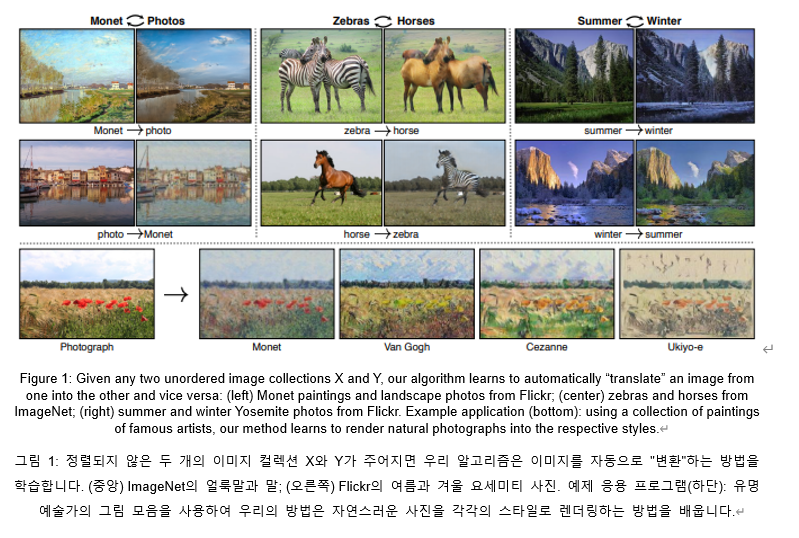 Monet ⇄ Photos
Zebras ⇄ Horses
Summer ⇄ Winter
Monet → photo
zebra → horse
summer → winter
photo → Monet
horse → zebra
winter → summer
Photograph
→
Monet
Van Gogh
Cezanne
Ukiyo-e
Figure 1: Given any two unordered image collections X and Y, our algorithm learns to automatically “translate” an image from
one into the other and vice versa: (left) Monet paintings and landscape photos from Flickr; (center) zebras and horses from
ImageNet; (right) summer and winter Yosemite photos from Flickr. Example application (bottom): using a collection of paintings
of famous artists, our method learns to render natural photographs into the respective styles.
그림 1: 정렬되지 않은 두 개의 이미지 컬렉션 X와 Y가 주어지면 우리 알고리즘은 이미지를 자동으로 "변환"하는 방법을
학습합니다. (중앙) ImageNet의 얼룩말과 말; (오른쪽) Flickr의 여름과 겨울 요세미티 사진. 예제 응용 프로그램(하단): 유명
예술가의 그림 모음을 사용하여 우리의 방법은 자연스러운 사진을 각각의 스타일로 렌더링하는 방법을 배웁니다.